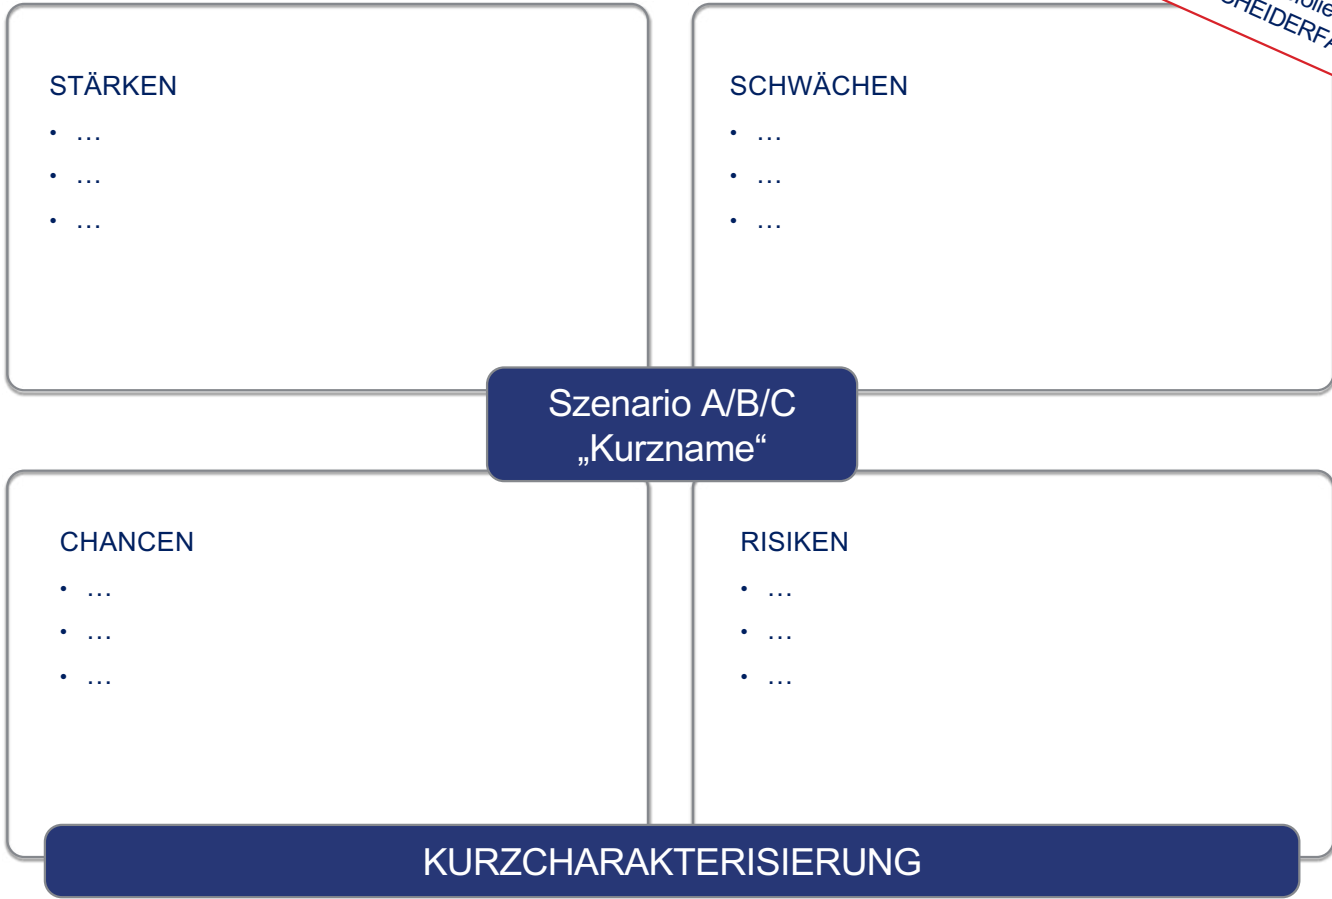 STÄRKEN
• …
• …
• …
SCHWÄCHEN
• …
• …
• …
Szenario A/B/C
„Kurzname“
CHANCEN
• …
• …
• …
RISIKEN
• …
• …
• …
KURZCHARAKTERISIERUNG